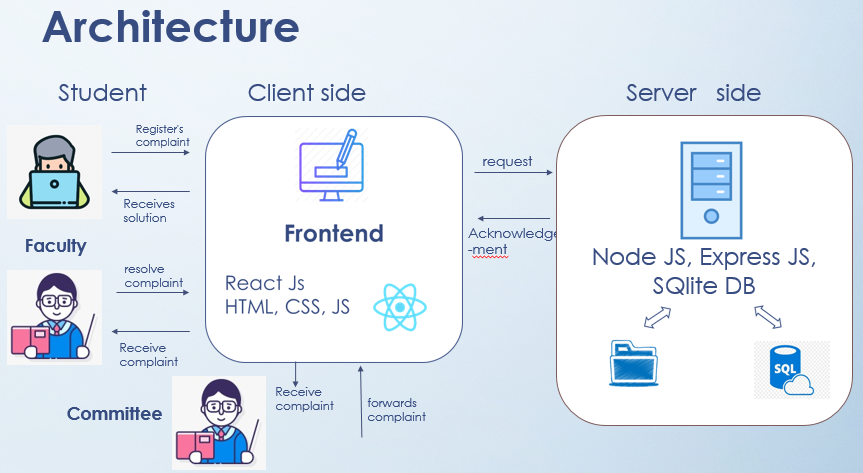 Architecture
Student
Client side
Server side
Register's
complaint
Receives
solution
Faculty
resolve
complaint
Receive
complaint
Frontend
React Js
HTML, CSS, JS
request
Acknowledge
-ment
Node JS, Express JS,
SQlite DB
SQL
Committee
Receive
complaint
forwards
complaint